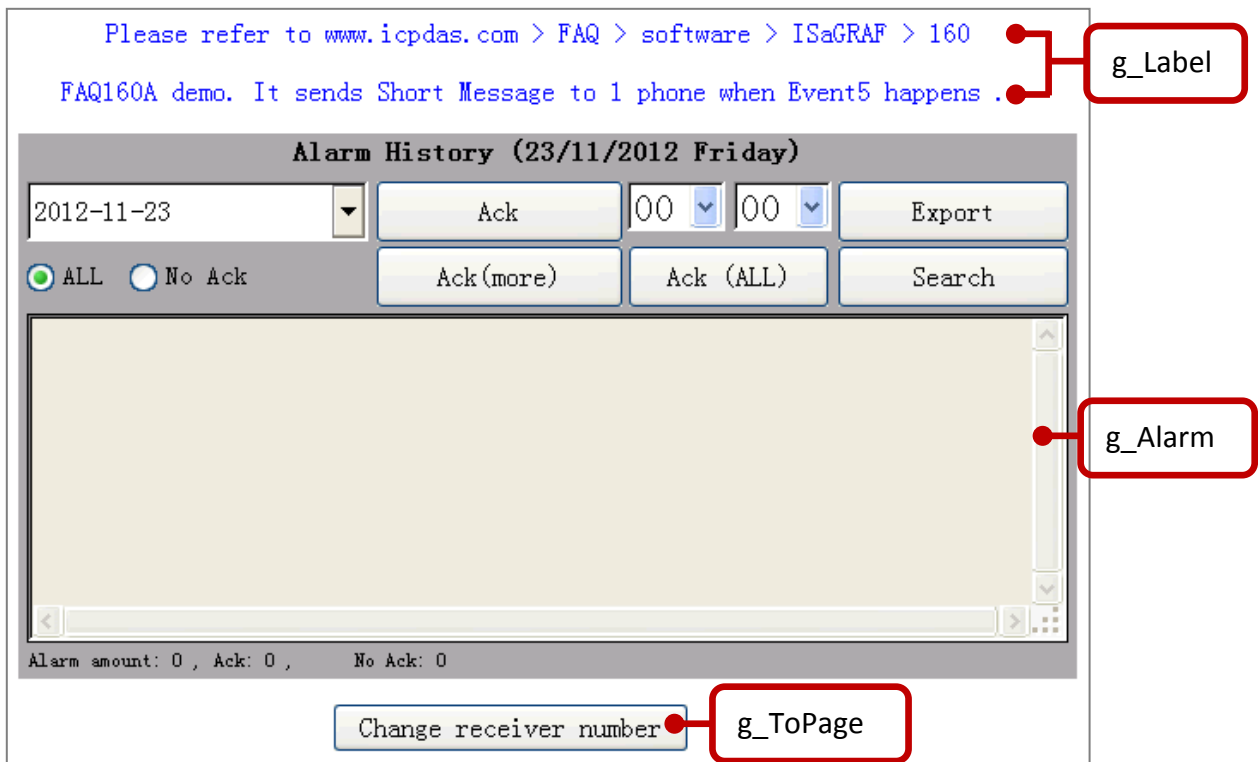 Please refer to www.icpdas.com > FAQ > software > ISaGRAF > 160
g_Label
FAQ160A demo. It sends Short Message to 1 phone when Event5 happens .
Alarm History (23/11/2012 Friday)
2012-11-23
Ack
00
00
Export
ALL
No Ack
Ack(more)
Ack (ALL)
Search
g_Alarm
Alarm amount: 0 , Ack: 0 , No Ack: 0
Change receiver number
g_ToPage